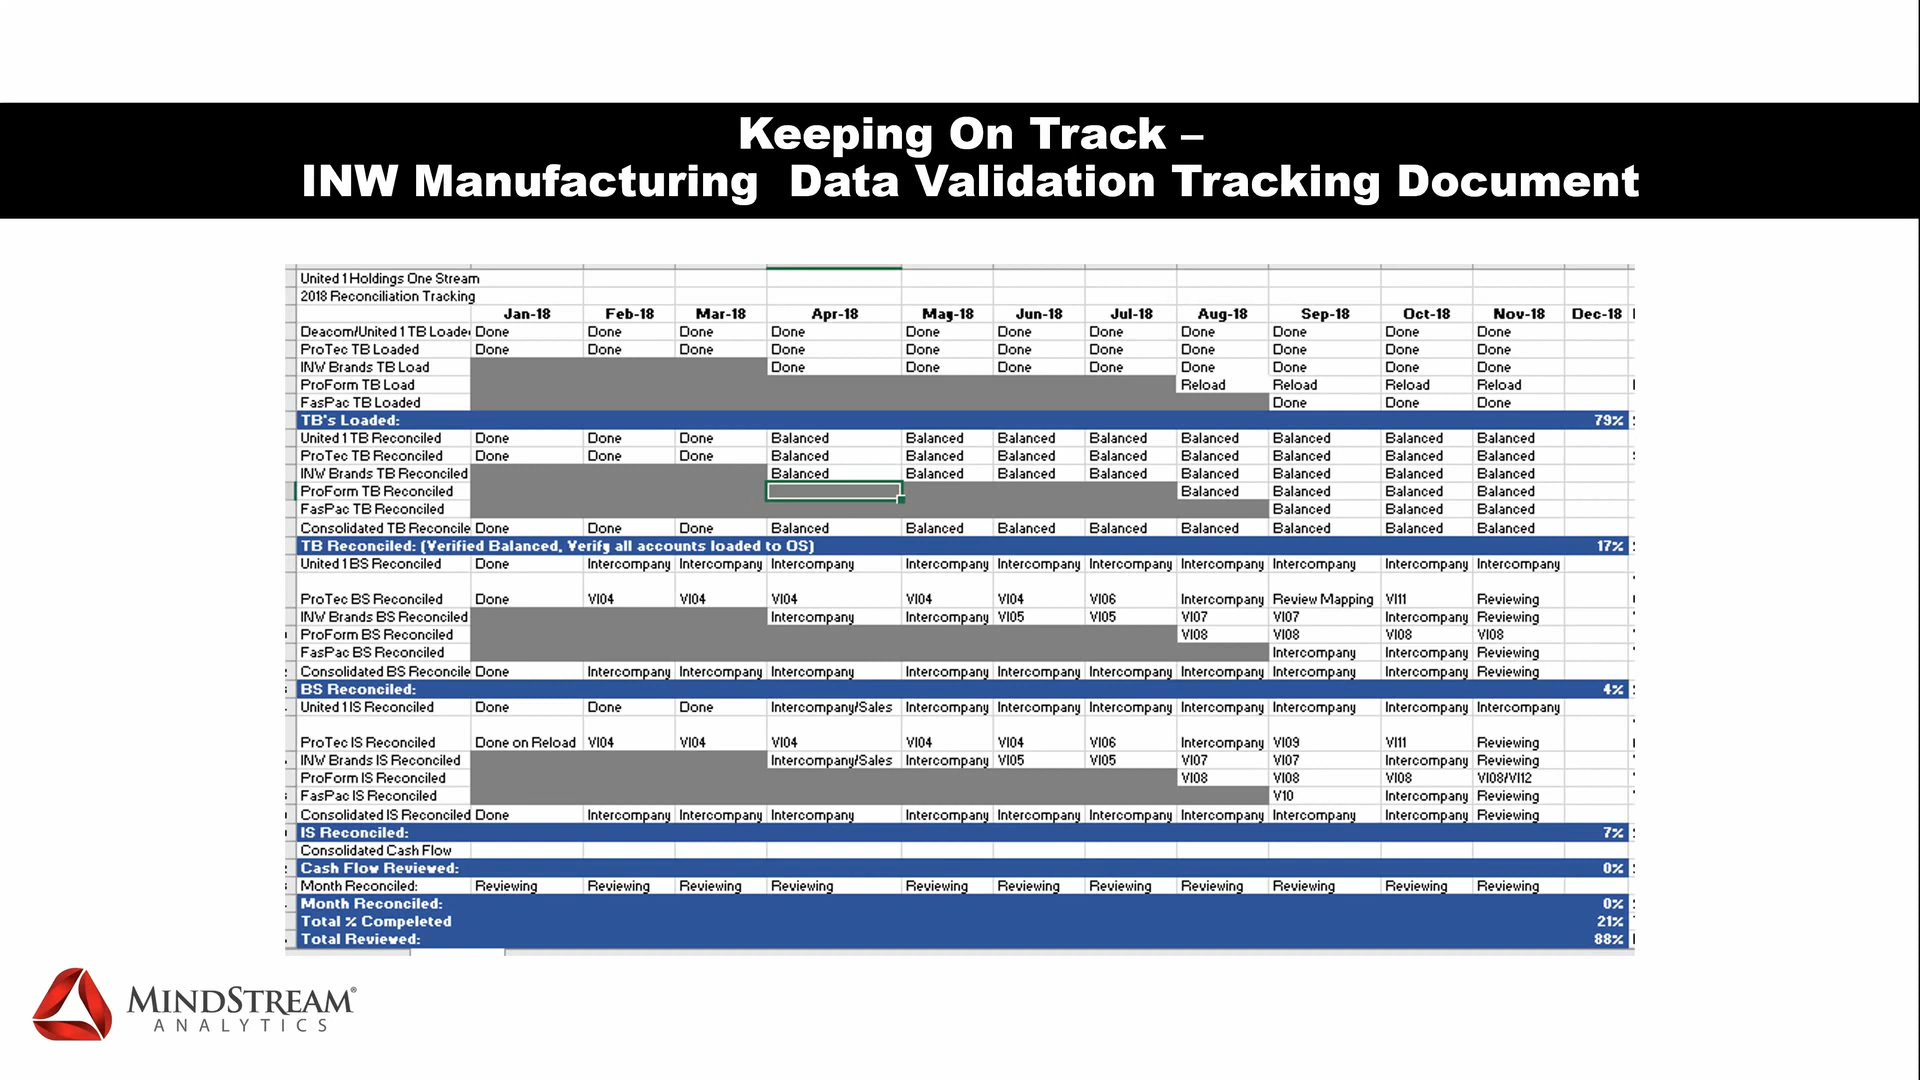 Keeping On Track –
INW Manufacturing  Data Validation Tracking Document
United 1 Holdings One Stream
2018 Reconciliation Tracking
Jan-18 Feb-18 Mar-18 Apr-18 May-18 Jun-18 Jul-18 Aug-18 Sep-18 Oct-18 Nov-18 Dec-18
Deacom/United 1 TB Loaded Done Done Done Done Done Done Done Done Done Done Done
ProTec TB Loaded Done Done Done Done Done Done Done Done Done Done Done
INW Brands TB Load Done Done Done Done Done Done Done Done
ProForm TB Load Reload Reload Reload Reload
FasPac TB Loaded Done Done Done
TB's Loaded: 79%
United 1 TB Reconciled Done Done Done Balanced Balanced Balanced Balanced Balanced Balanced Balanced Balanced
ProTec TB Reconciled Done Done Done Balanced Balanced Balanced Balanced Balanced Balanced Balanced Balanced
INW Brands TB Reconciled Balanced Balanced Balanced Balanced Balanced Balanced Balanced Balanced
ProForm TB Reconciled Balanced Balanced Balanced Balanced
FasPac TB Reconciled Balanced Balanced Balanced
Consolidated TB Reconcile Done Done Done Balanced Balanced Balanced Balanced Balanced Balanced Balanced Balanced
TB Reconciled: (Verified Balanced, Verify all accounts loaded to OS) 17%
United 1 BS Reconciled Done Intercompany Intercompany Intercompany Intercompany Intercompany Intercompany Intercompany Intercompany Intercompany Intercompany
ProTec BS Reconciled Done VI04 VI04 VI04 VI04 VI04 VI06 Intercompany Review Mapping VI11 Reviewing
INW Brands BS Reconciled Intercompany Intercompany VI05 VI05 VI07 VI07 Intercompany Reviewing
ProForm BS Reconciled VI08 VI08 VI08 VI08
FasPac BS Reconciled Intercompany Intercompany Reviewing
Consolidated BS Reconcile Done Intercompany Intercompany Intercompany Intercompany Intercompany Intercompany Intercompany Intercompany Intercompany Reviewing
BS Reconciled: 4%
United 1 IS Reconciled Done Done Done Intercompany/Sales Intercompany Intercompany Intercompany Intercompany Intercompany Intercompany Intercompany
ProTec IS Reconciled Done on Reload VI04 VI04 VI04 VI04 VI04 VI06 Intercompany VI09 VI11 Reviewing
INW Brands IS Reconciled Intercompany/Sales Intercompany VI05 VI05 VI07 VI07 Intercompany Reviewing
ProForm IS Reconciled VI08 VI08 VI08 VI08/VI12
FasPac IS Reconciled V10 Intercompany Reviewing
Consolidated IS Reconciled Done Intercompany Intercompany Intercompany Intercompany Intercompany Intercompany Intercompany Intercompany Intercompany Reviewing
IS Reconciled: 7%
Consolidated Cash Flow
Cash Flow Reviewed: 0%
Month Reconciled: Reviewing Reviewing Reviewing Reviewing Reviewing Reviewing Reviewing Reviewing Reviewing Reviewing Reviewing
Month Reconciled: 0%
Total % Compeleted 21%
Total Reviewed: 88%
MINDSTREAM®
ANALYTICS